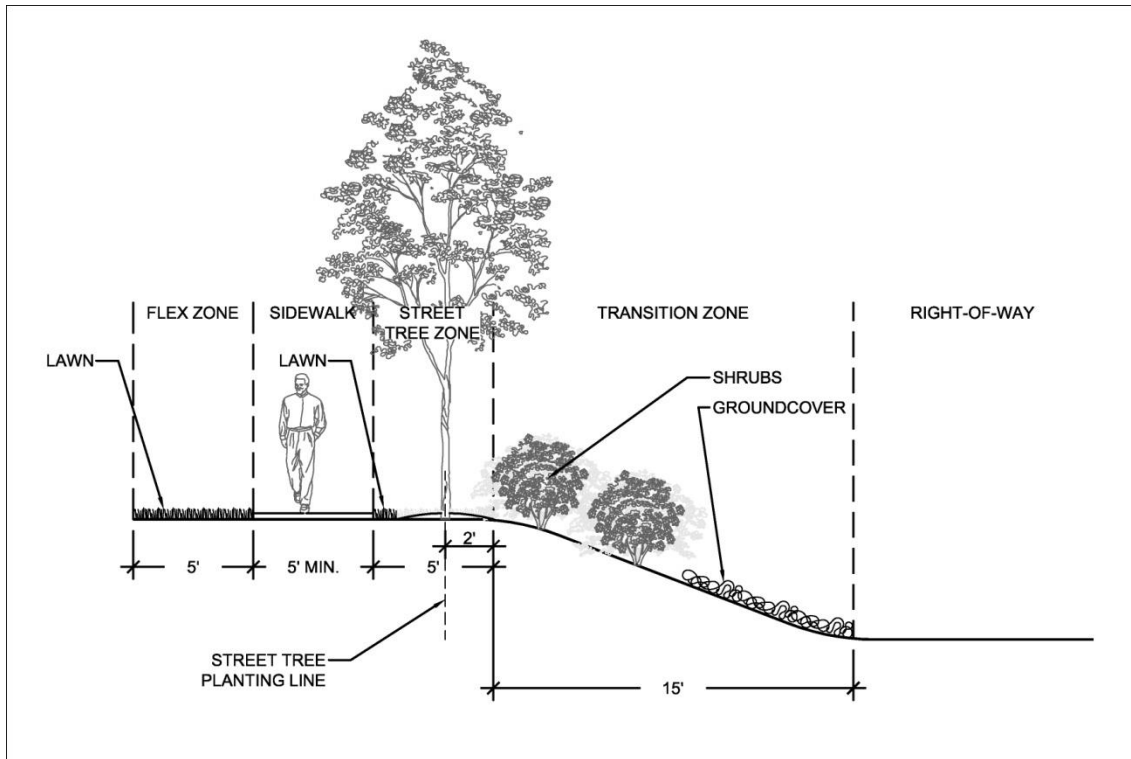 FLEX ZONE
SIDEWALK
STREET
TREE ZONE
TRANSITION ZONE
RIGHT-OF-WAY
LAWN
LAWN
SHRUBS
GROUNDCOVER
2'
5'
5' MIN.
5'
STREET TREE
PLANTING LINE
15'